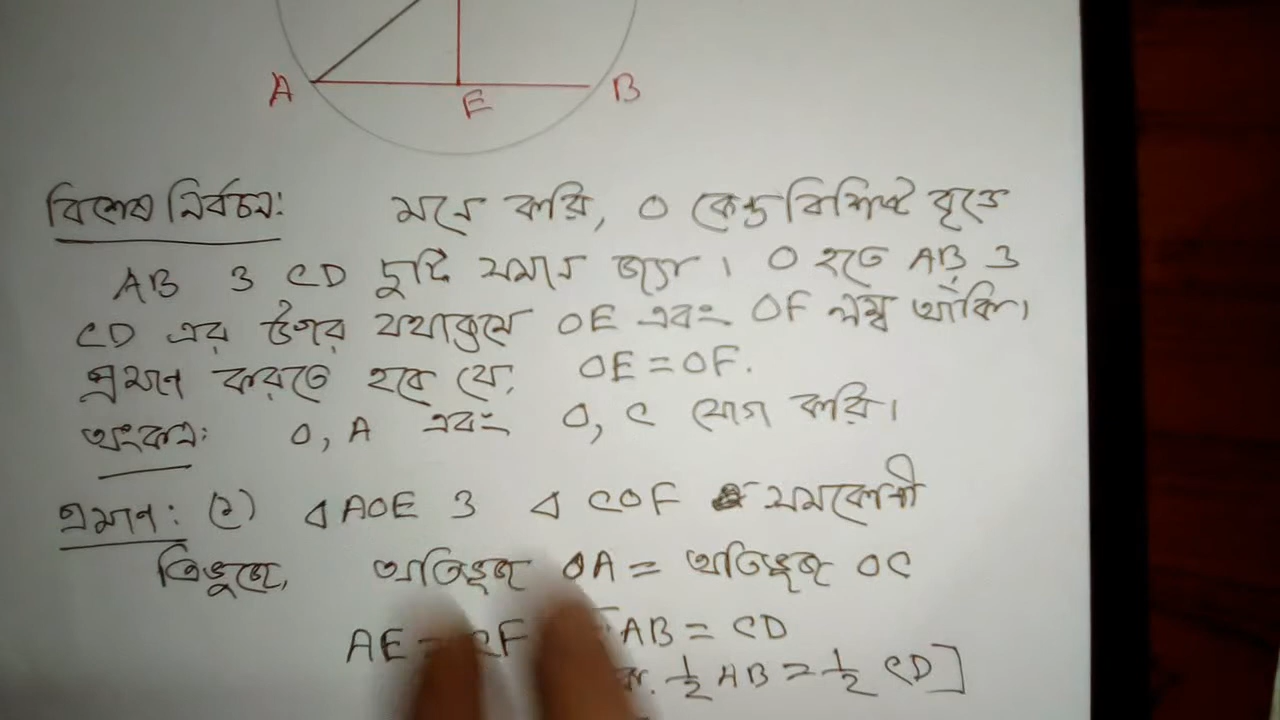 A E B
বিশেষ নির্বচন: মনে করি, O কেন্দ্র বিশিষ্ট বৃত্তে
AB ও CD দুটি সমান জ্যা। O হতে AB ও
CD এর উপর যথাক্রমে OE এবং OF লম্ব আঁকি।
প্রমাণ করতে হবে যে, OE = OF.
অংকন: O, A এবং O, C যোগ করি।
প্রমাণ: (১) ⊿AOE ও ⊿COF সমকোণী
ত্রিভুজে, অতিভুজ OA = অতিভুজ OC
AE = CF AB = CD
½ AB = ½ CD]